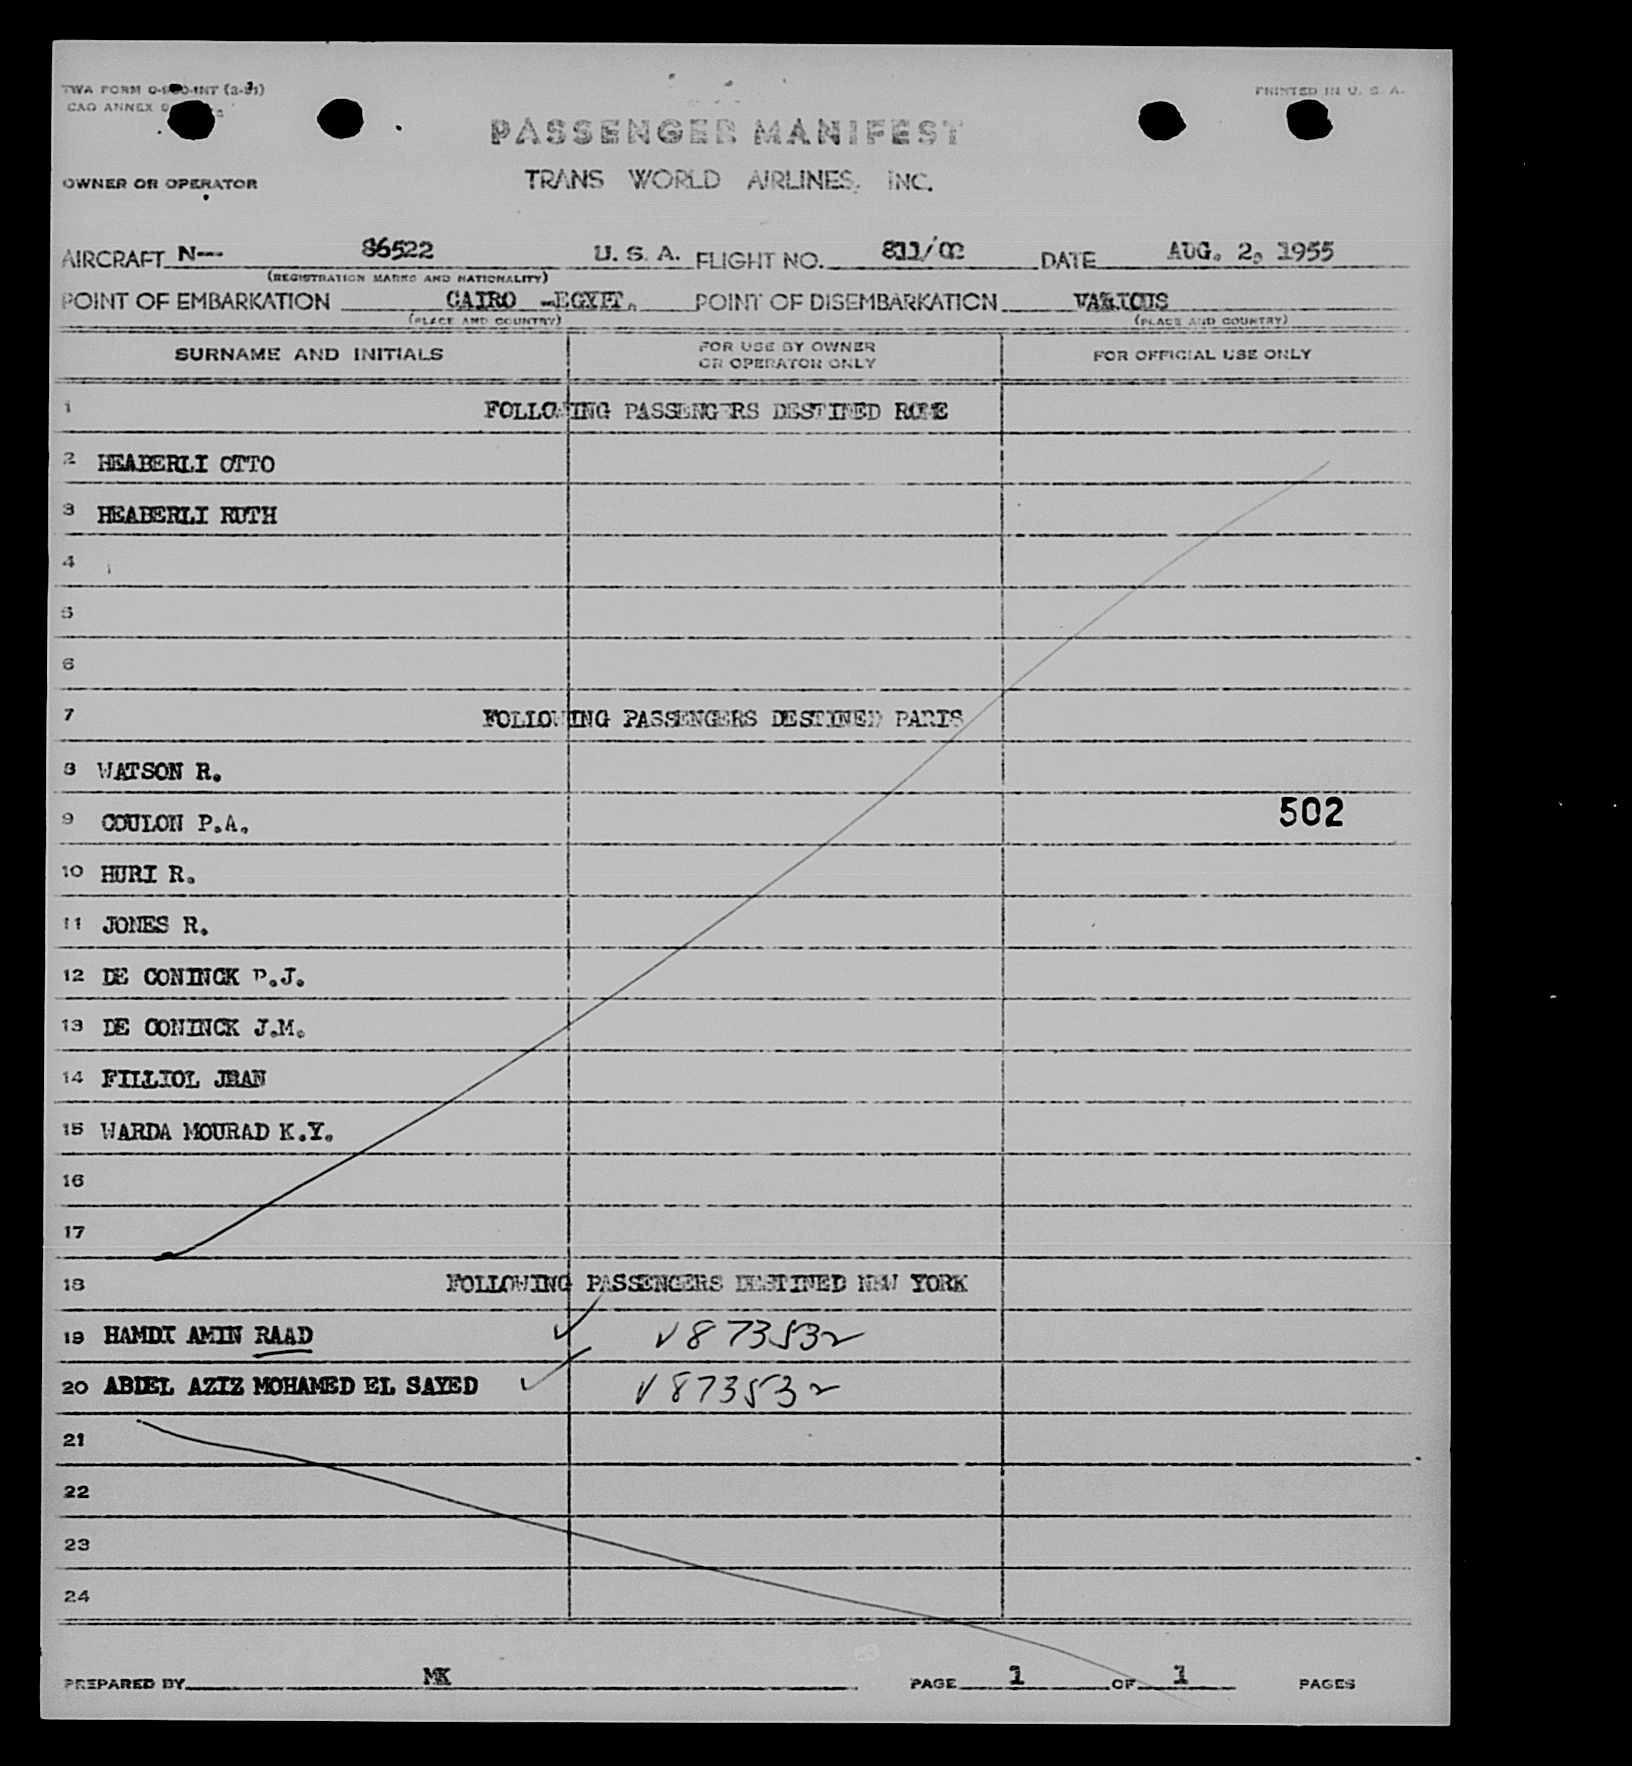 TWA FORM
PRINTED IN U. S. A.
CAO ANNEX
PASSENGER MANIFEST
OWNER OR OPERATOR TRANS WORLD AIRLINES, INC.
AIRCRAFT N--- 86522 U. S. A. FLIGHT NO. 811/02 DATE AUG. 2, 1955
(REGISTRATION MARKS AND NATIONALITY)
POINT OF EMBARKATION CAIRO -EGYPT. POINT OF DISEMBARKATION VARIOUS
(PLACE AND COUNTRY) (PLACE AND COUNTRY)
SURNAME AND INITIALS FOR USE BY OWNER OR OPERATOR ONLY FOR OFFICIAL USE ONLY
1 FOLLOWING PASSENGERS DESTINED ROME
2 HEABERLI OTTO
3 HEABERLI RUTH
4
5
6
7 FOLLOWING PASSENGERS DESTINED PARIS
8 WATSON R.
9 COULON P.A. 502
10 HURI R.
11 JONES R.
12 DE CONINCK P.J.
13 DE CONINCK J.M.
14 FILLIOL JEAN
15 WARDA MOURAD K.Y.
16
17
18 FOLLOWING PASSENGERS DESTINED NEW YORK
19 HAMDI AMIN RAAD ✓ V873532
20 ABDEL AZIZ MOHAMED EL SAYED ✓ V873532
21
22
23
24
PREPARED BY MK PAGE 1 OF 1 PAGES